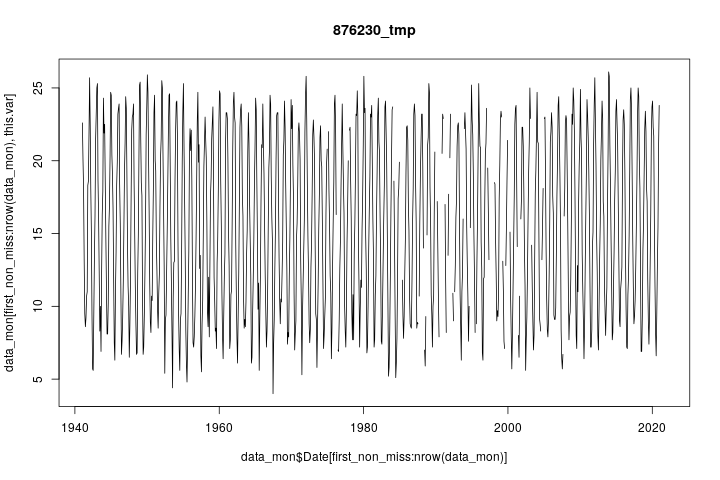 876230_tmp
data_mon[first_non_miss:nrow(data_mon), this.var]
25
20
15
10
5
1940 1960 1980 2000 2020
data_mon$Date[first_non_miss:nrow(data_mon)]